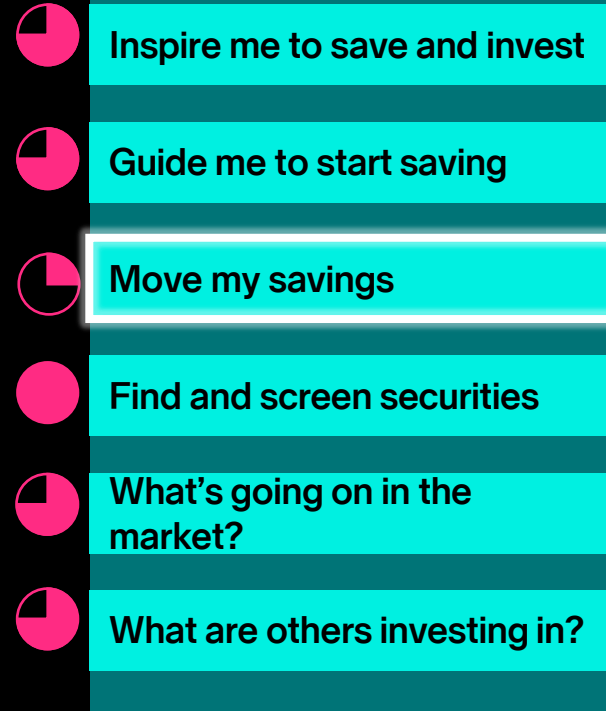 Inspire me to save and invest
Guide me to start saving
Move my savings
Find and screen securities
What’s going on in the
market?
What are others investing in?